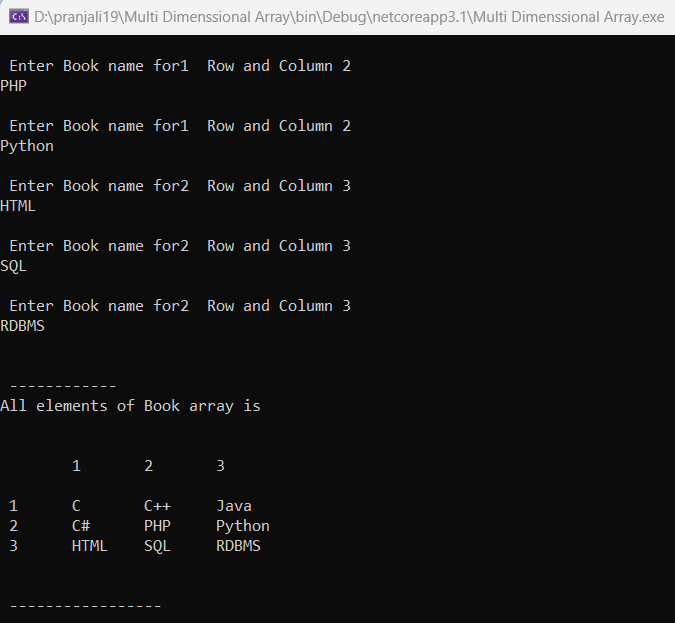 D:\pranjali19\Multi Dimenssional Array\bin\Debug\netcoreapp3.1\Multi Dimenssional Array.exe
Enter Book name for1  Row and Column 2
PHP
Enter Book name for1  Row and Column 2
Python
Enter Book name for2  Row and Column 3
HTML
Enter Book name for2  Row and Column 3
SQL
Enter Book name for2  Row and Column 3
RDBMS
------------
All elements of Book array is
1       2       3
1      C       C++     Java
2      C#      PHP     Python
3      HTML    SQL     RDBMS
-----------------